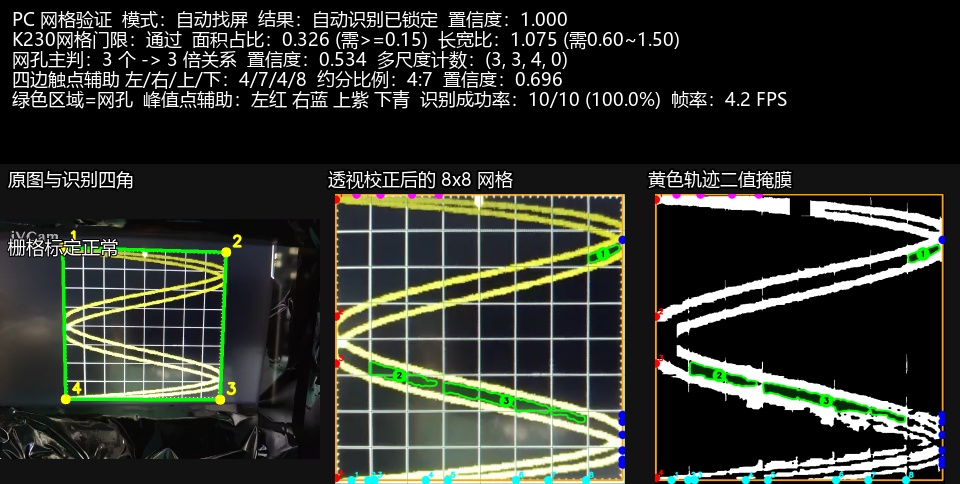 PC 网格验证 模式：自动找屏 结果：自动识别已锁定 置信度：1.000
K230网格门限：通过 面积占比：0.326 (需>=0.15) 长宽比：1.075 (需0.60~1.50)
网孔主判：3 个 -> 3 倍关系 置信度：0.534 多尺度计数：(3, 3, 4, 0)
四边触点辅助 左/右/上/下：4/7/4/8 约分比例：4:7 置信度：0.696
绿色区域=网孔 峰值点辅助：左红 右蓝 上紫 下青 识别成功率：10/10 (100.0%) 帧率：4.2 FPS
原图与识别四角
透视校正后的 8x8 网格
黄色轨迹二值掩膜
iVCam
栅格标定正常
1
2
3
4
1
2
3
1
2
3